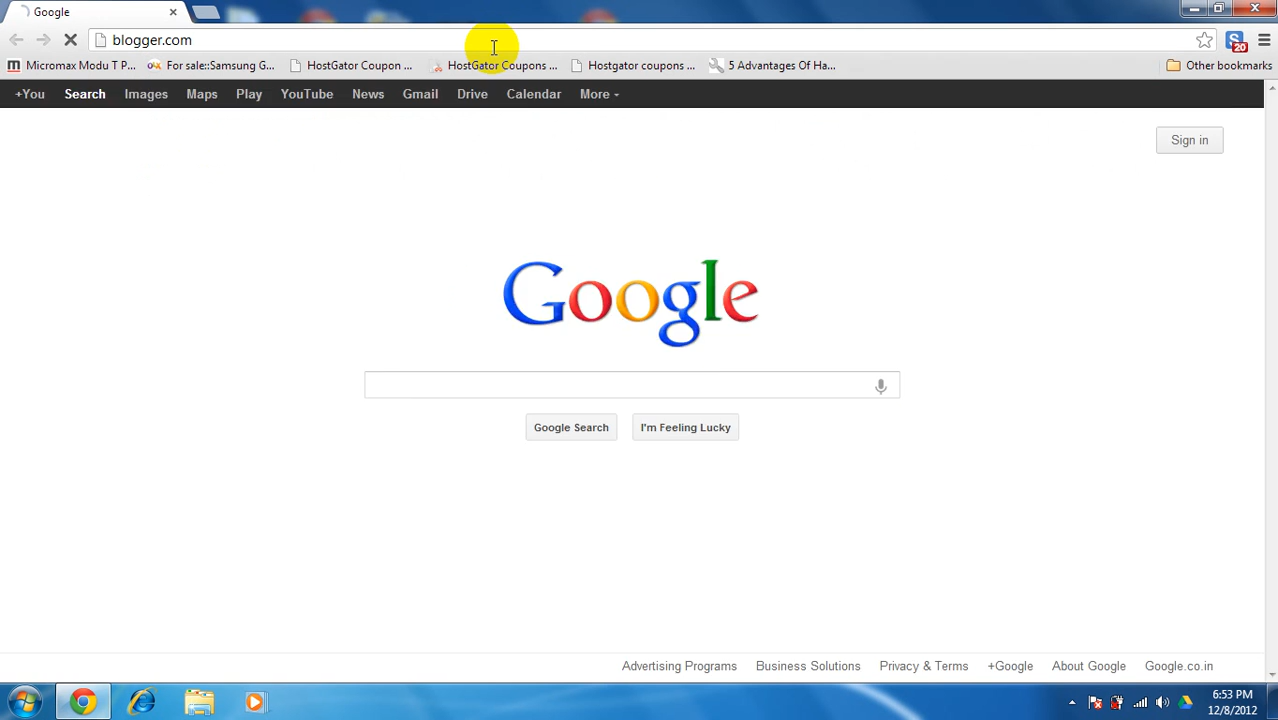 Google
blogger.com
Micromax Modu T P... For sale::Samsung G... HostGator Coupon ... HostGator Coupons ... Hostgator coupons ... 5 Advantages Of Ha... Other bookmarks
+You Search Images Maps Play YouTube News Gmail Drive Calendar More
Sign in
Google
Google Search I'm Feeling Lucky
Advertising Programs Business Solutions Privacy & Terms +Google About Google Google.co.in
6:53 PM
12/8/2012
S
20
m
olx